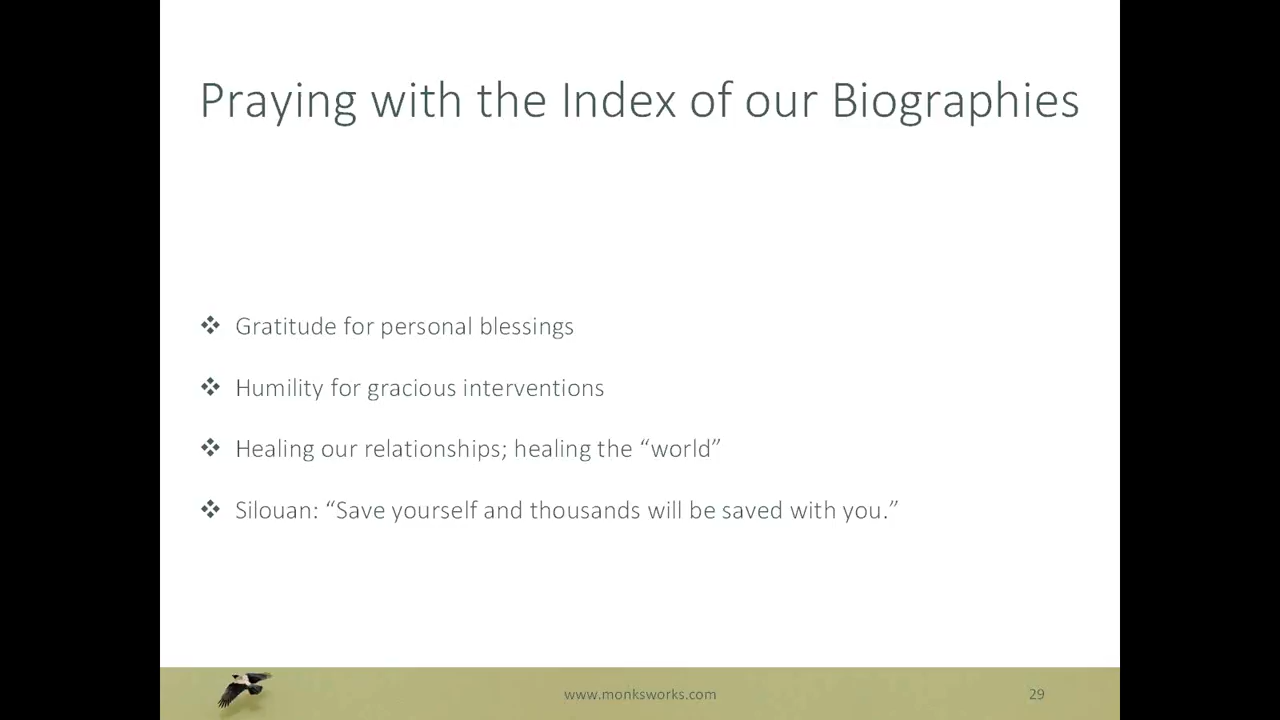 Praying with the Index of our Biographies
❖ Gratitude for personal blessings
❖ Humility for gracious interventions
❖ Healing our relationships; healing the “world”
❖ Silouan: “Save yourself and thousands will be saved with you.”
www.monksworks.com
29